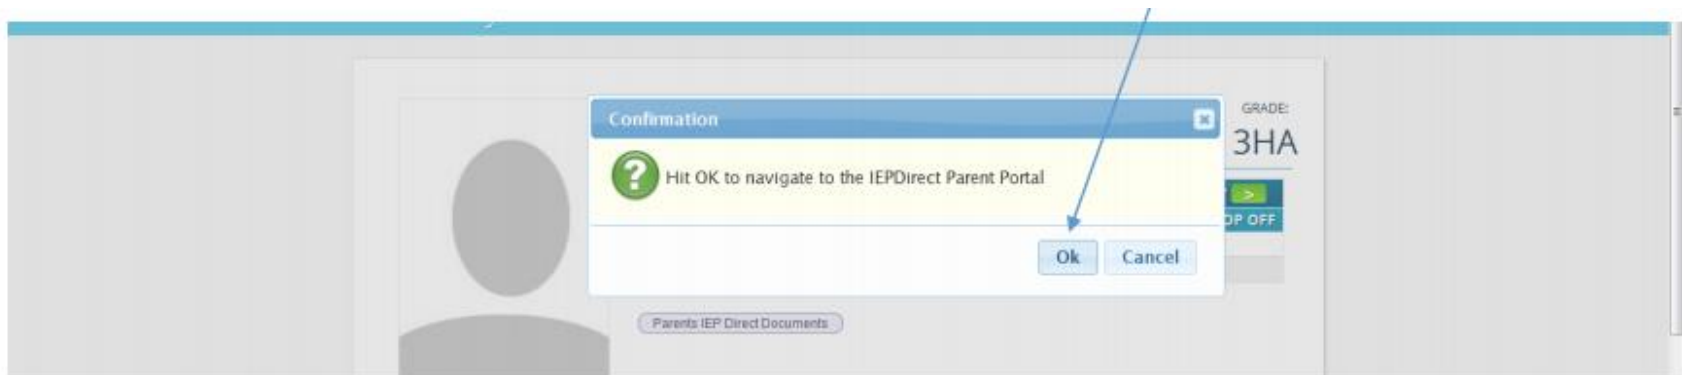 Confirmation
GRADE:
3HA
Hit OK to navigate to the IEPDirect Parent Portal
>
OP OFF
Ok
Cancel
Parents IEP Direct Documents